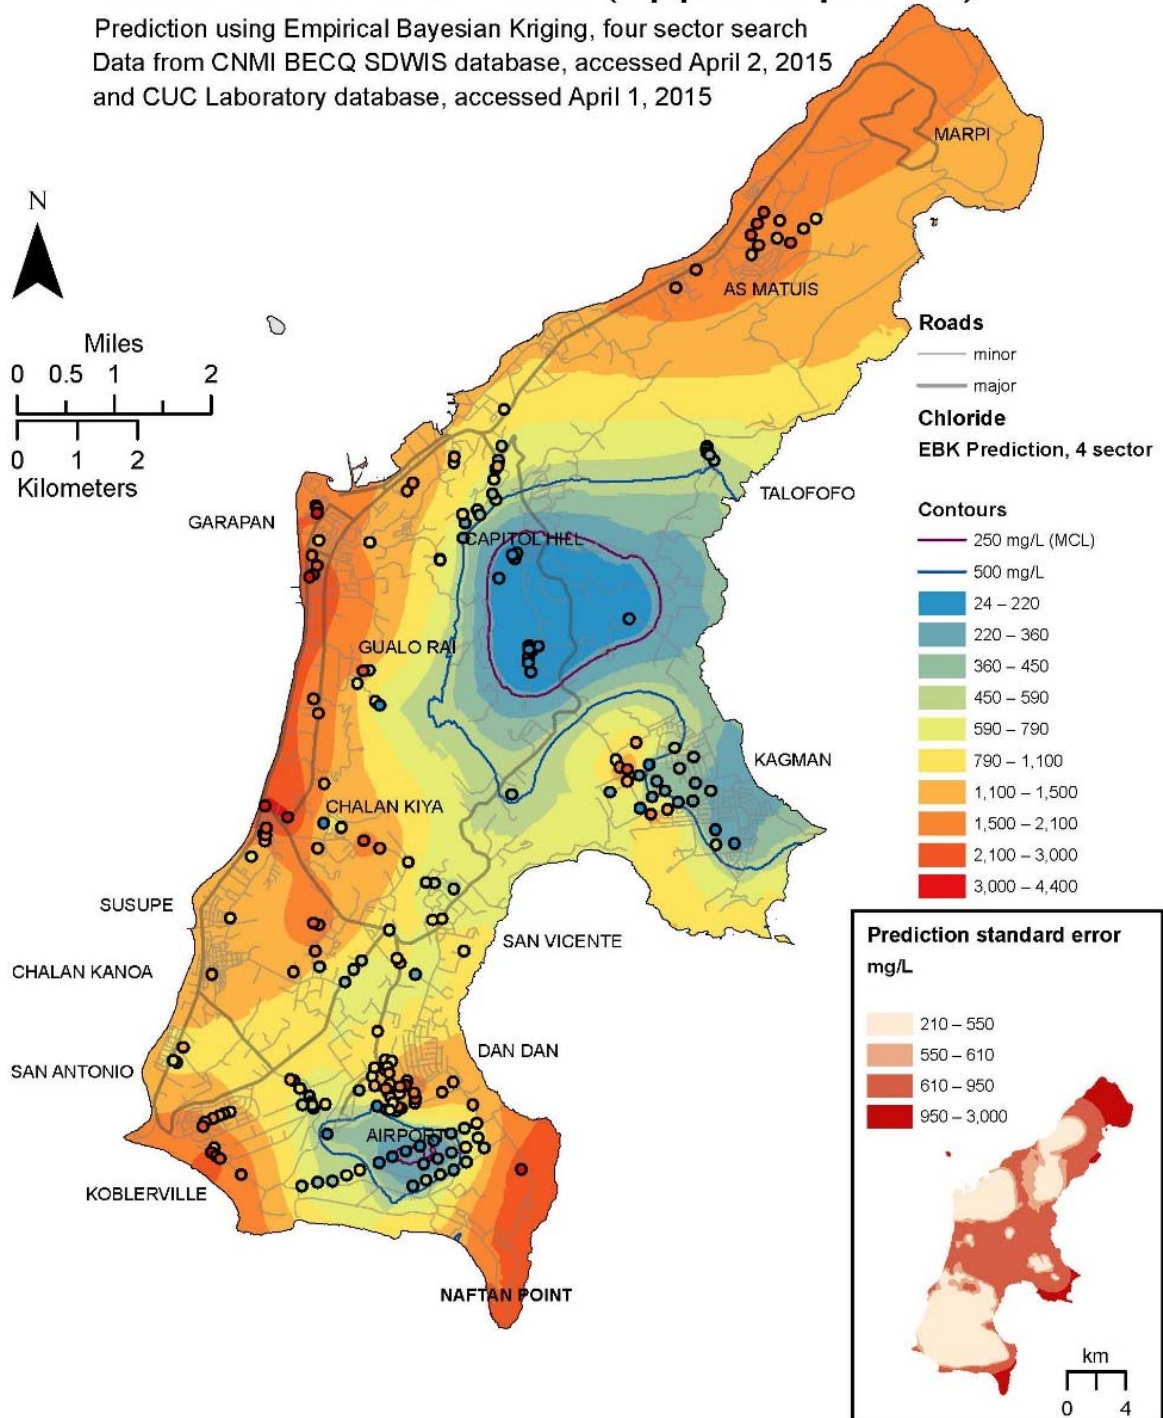 Prediction using Empirical Bayesian Kriging, four sector search
Data from CNMI BECQ SDWIS database, accessed April 2, 2015
and CUC Laboratory database, accessed April 1, 2015
MARPI
N
AS MATUIS
Miles
0 0.5 1 2
0 1 2
Kilometers
Roads
minor
major
Chloride
EBK Prediction, 4 sector
Contours
250 mg/L (MCL)
500 mg/L
24 – 220
220 – 360
360 – 450
450 – 590
590 – 790
790 – 1,100
1,100 – 1,500
1,500 – 2,100
2,100 – 3,000
3,000 – 4,400
TALOFOFO
GARAPAN
CAPITOL HILL
GUALO RAI
KAGMAN
CHALAN KIYA
SUSUPE
SAN VICENTE
CHALAN KANOA
DAN DAN
SAN ANTONIO
AIRPORT
KOBLERVILLE
NAFTAN POINT
Prediction standard error
mg/L
210 – 550
550 – 610
610 – 950
950 – 3,000
km
0 4